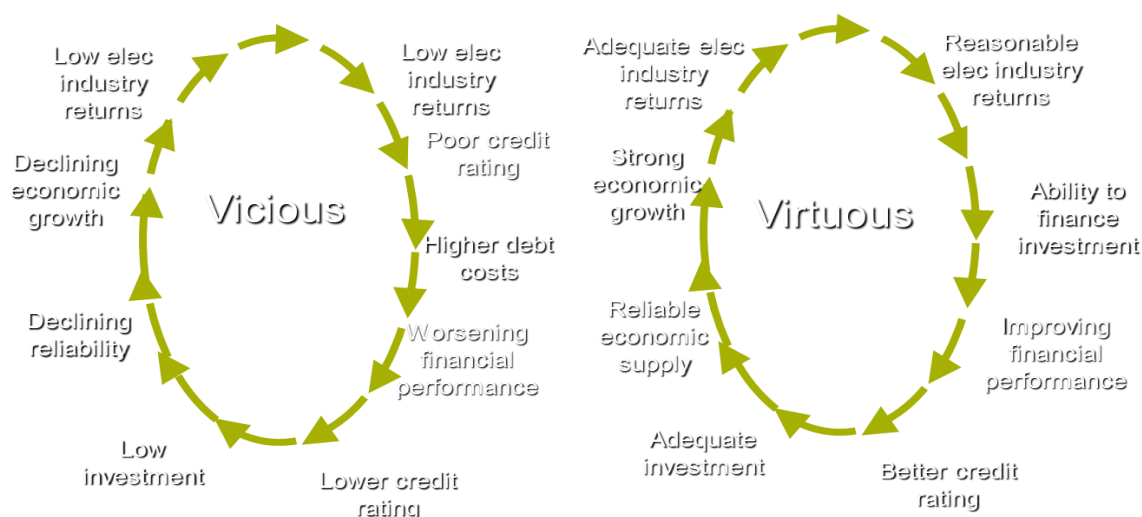 Vicious
Low elec
industry
returns
Poor credit
rating
Higher debt
costs
Worsening
financial
performance
Lower credit
rating
Low
investment
Declining
reliability
Declining
economic
growth
Low elec
industry
returns
Virtuous
Reasonable
elec industry
returns
Ability to
finance
investment
Improving
financial
performance
Better credit
rating
Adequate
investment
Reliable
economic
supply
Strong
economic
growth
Adequate elec
industry
returns